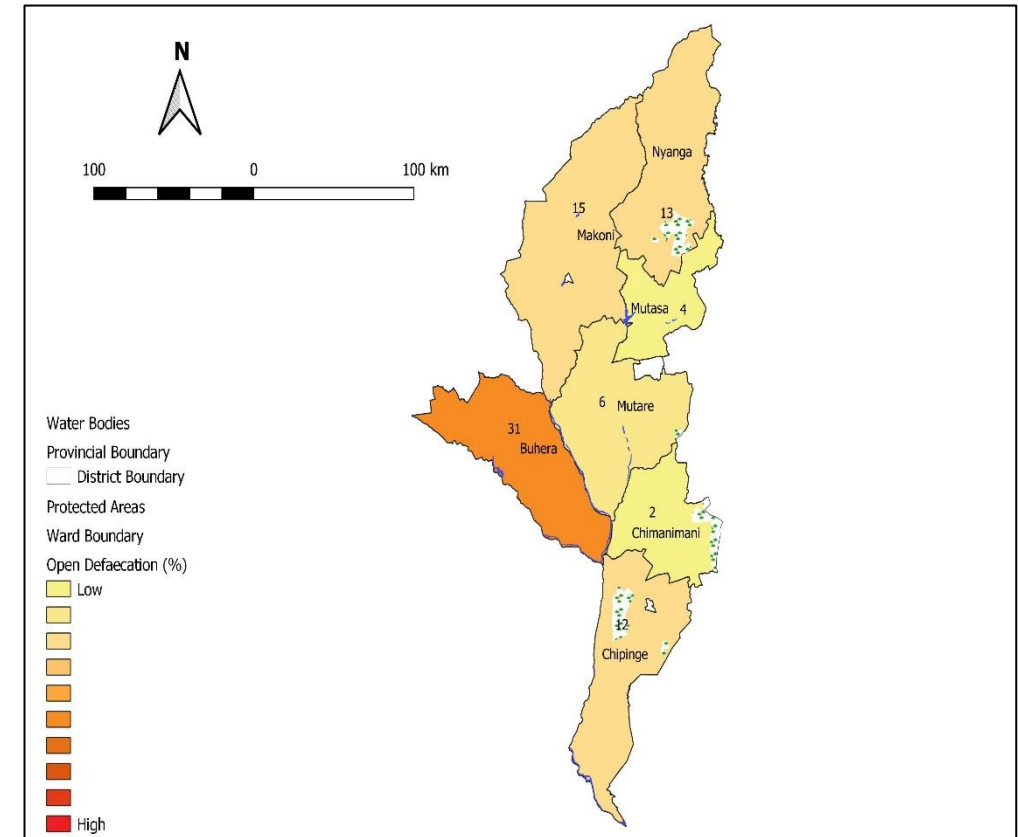 N
100 0 100 km
Nyanga
15
13
Makoni
Mutasa 4
6 Mutare
31
Buhera
2
Chimanimani
12
Chipinge
Water Bodies
Provincial Boundary
District Boundary
Protected Areas
Ward Boundary
Open Defaecation (%)
Low
High